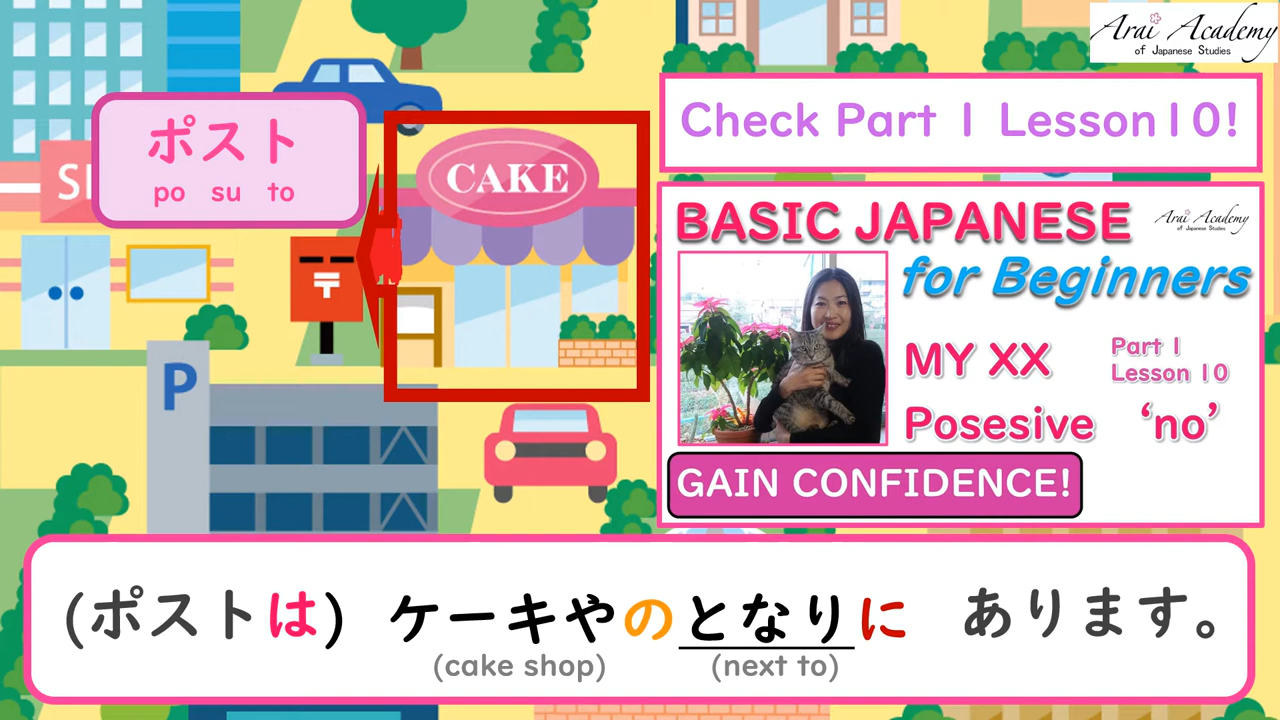 Arai Academy
of Japanese Studies
ポスト
po su to
CAKE
Check Part 1 Lesson10!
BASIC JAPANESE
Arai Academy
of Japanese Studies
for Beginners
MY XX
Part 1
Lesson 10
Posesive ‘no’
GAIN CONFIDENCE!
〒
P
(ポストは) ケーキやのとなりに あります。
(cake shop) (next to)